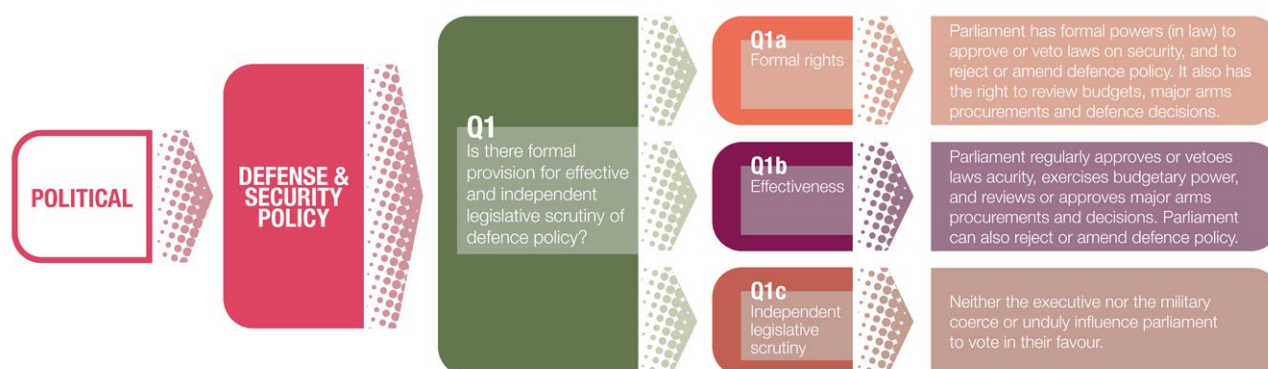 POLITICAL
DEFENSE &
SECURITY
POLICY
Q1
Is there formal
provision for effective
and independent
legislative scrutiny of
defence policy?
Q1a
Formal rights
Parliament has formal powers (in law) to
approve or veto laws on security, and to
reject or amend defence policy. It also has
the right to review budgets, major arms
procurements and defence decisions.
Q1b
Effectiveness
Parliament regularly approves or vetoes
laws acurity, exercises budgetary power,
and reviews or approves major arms
procurements and decisions. Parliament
can also reject or amend defence policy.
Q1c
Independent
legislative
scrutiny
Neither the executive nor the military
coerce or unduly influence parliament
to vote in their favour.